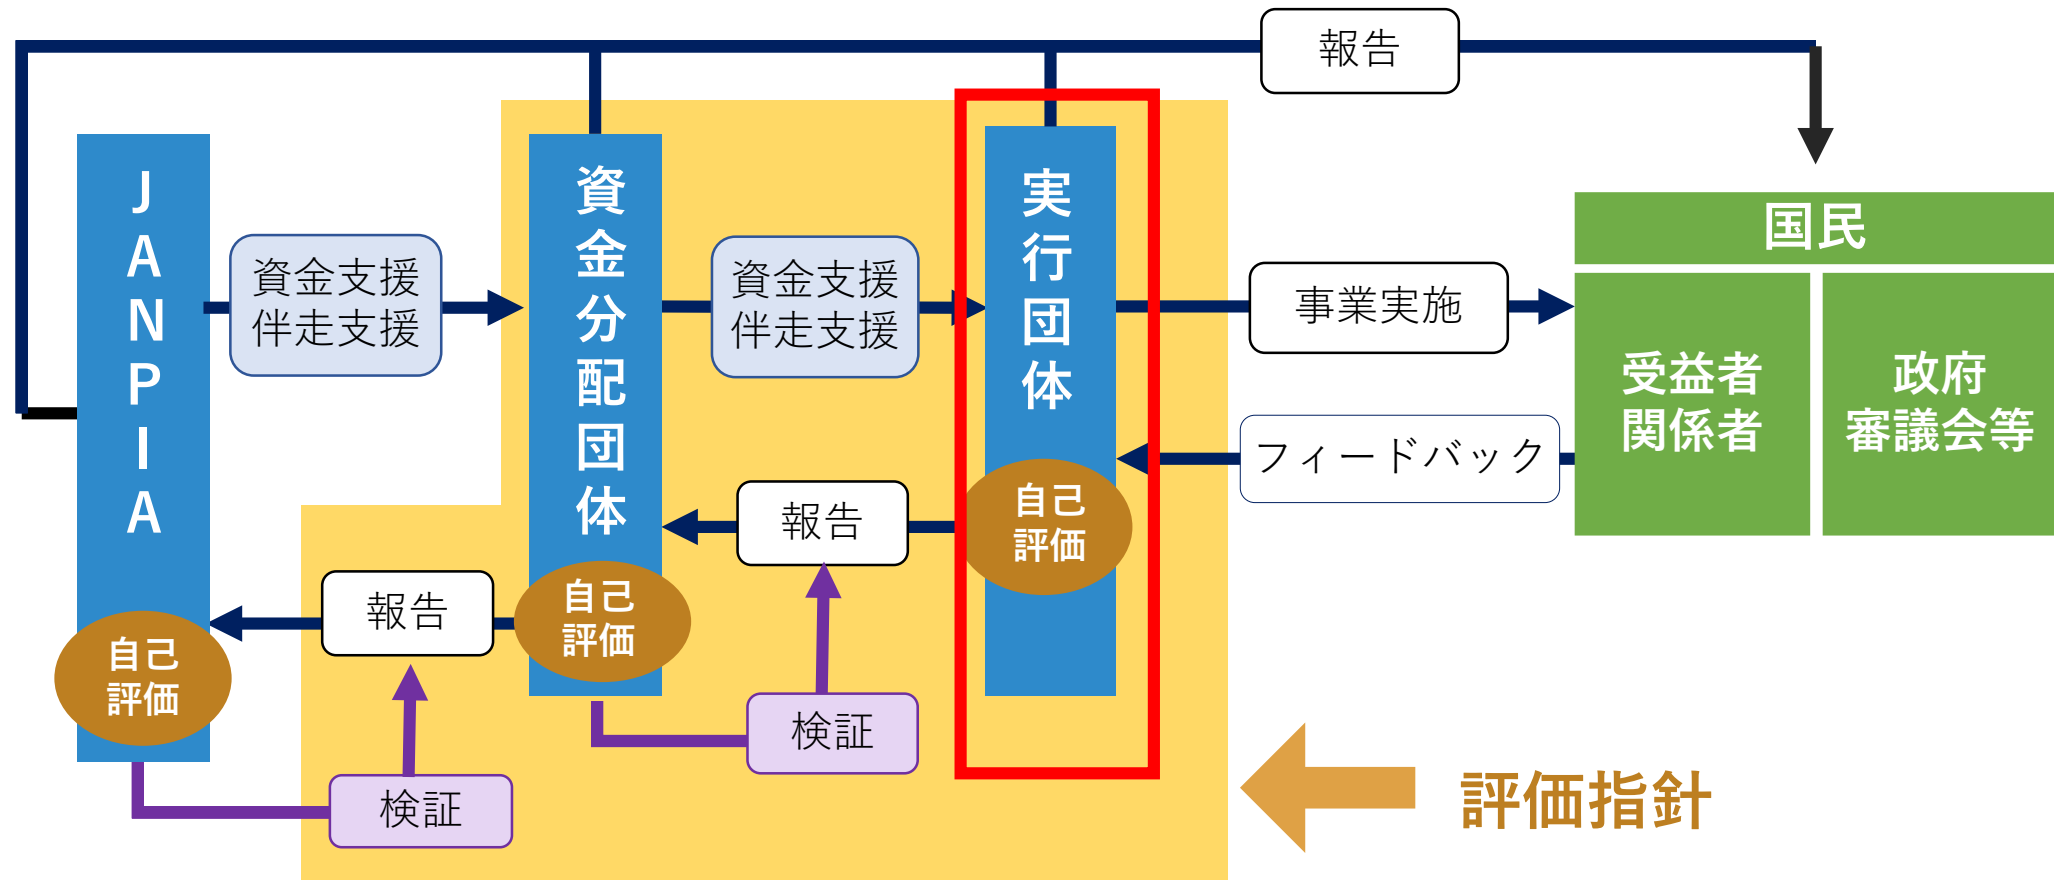 報告
JANPIA
資金支援
伴走支援
資金分配団体
資金支援
伴走支援
実行団体
事業実施
国民
受益者
関係者
政府
審議会等
フィードバック
自己
評価
報告
自己
評価
報告
自己
評価
検証
検証
評価指針